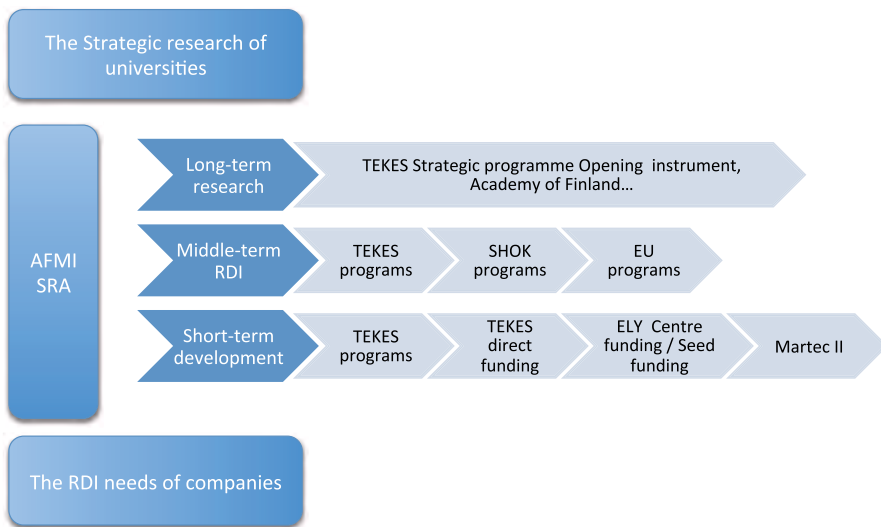 The Strategic research of
universities
AFMI
SRA
Long-term
research
TEKES Strategic programme Opening instrument,
Academy of Finland…
Middle-term
RDI
TEKES
programs
SHOK
programs
EU
programs
Short-term
development
TEKES
programs
TEKES
direct
funding
ELY Centre
funding / Seed
funding
Martec II
The RDI needs of companies